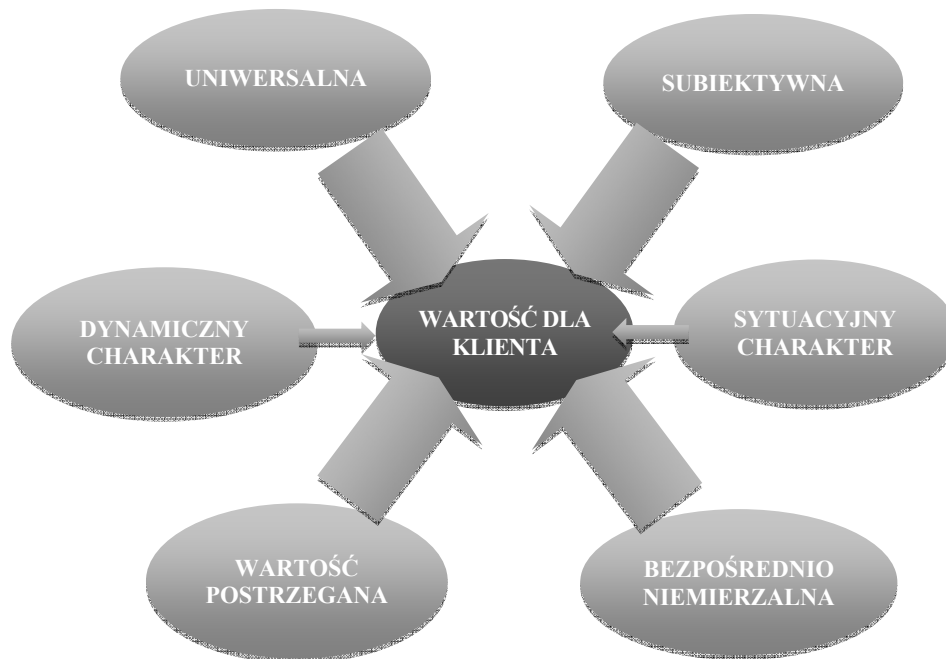 UNIWERSALNA
SUBIEKTYWNA
DYNAMICZNY
CHARAKTER
WARTOŚĆ DLA
KLIENTA
SYTUACYJNY
CHARAKTER
WARTOŚĆ
POSTRZEGANA
BEZPOŚREDNIO
NIEMIERZALNA